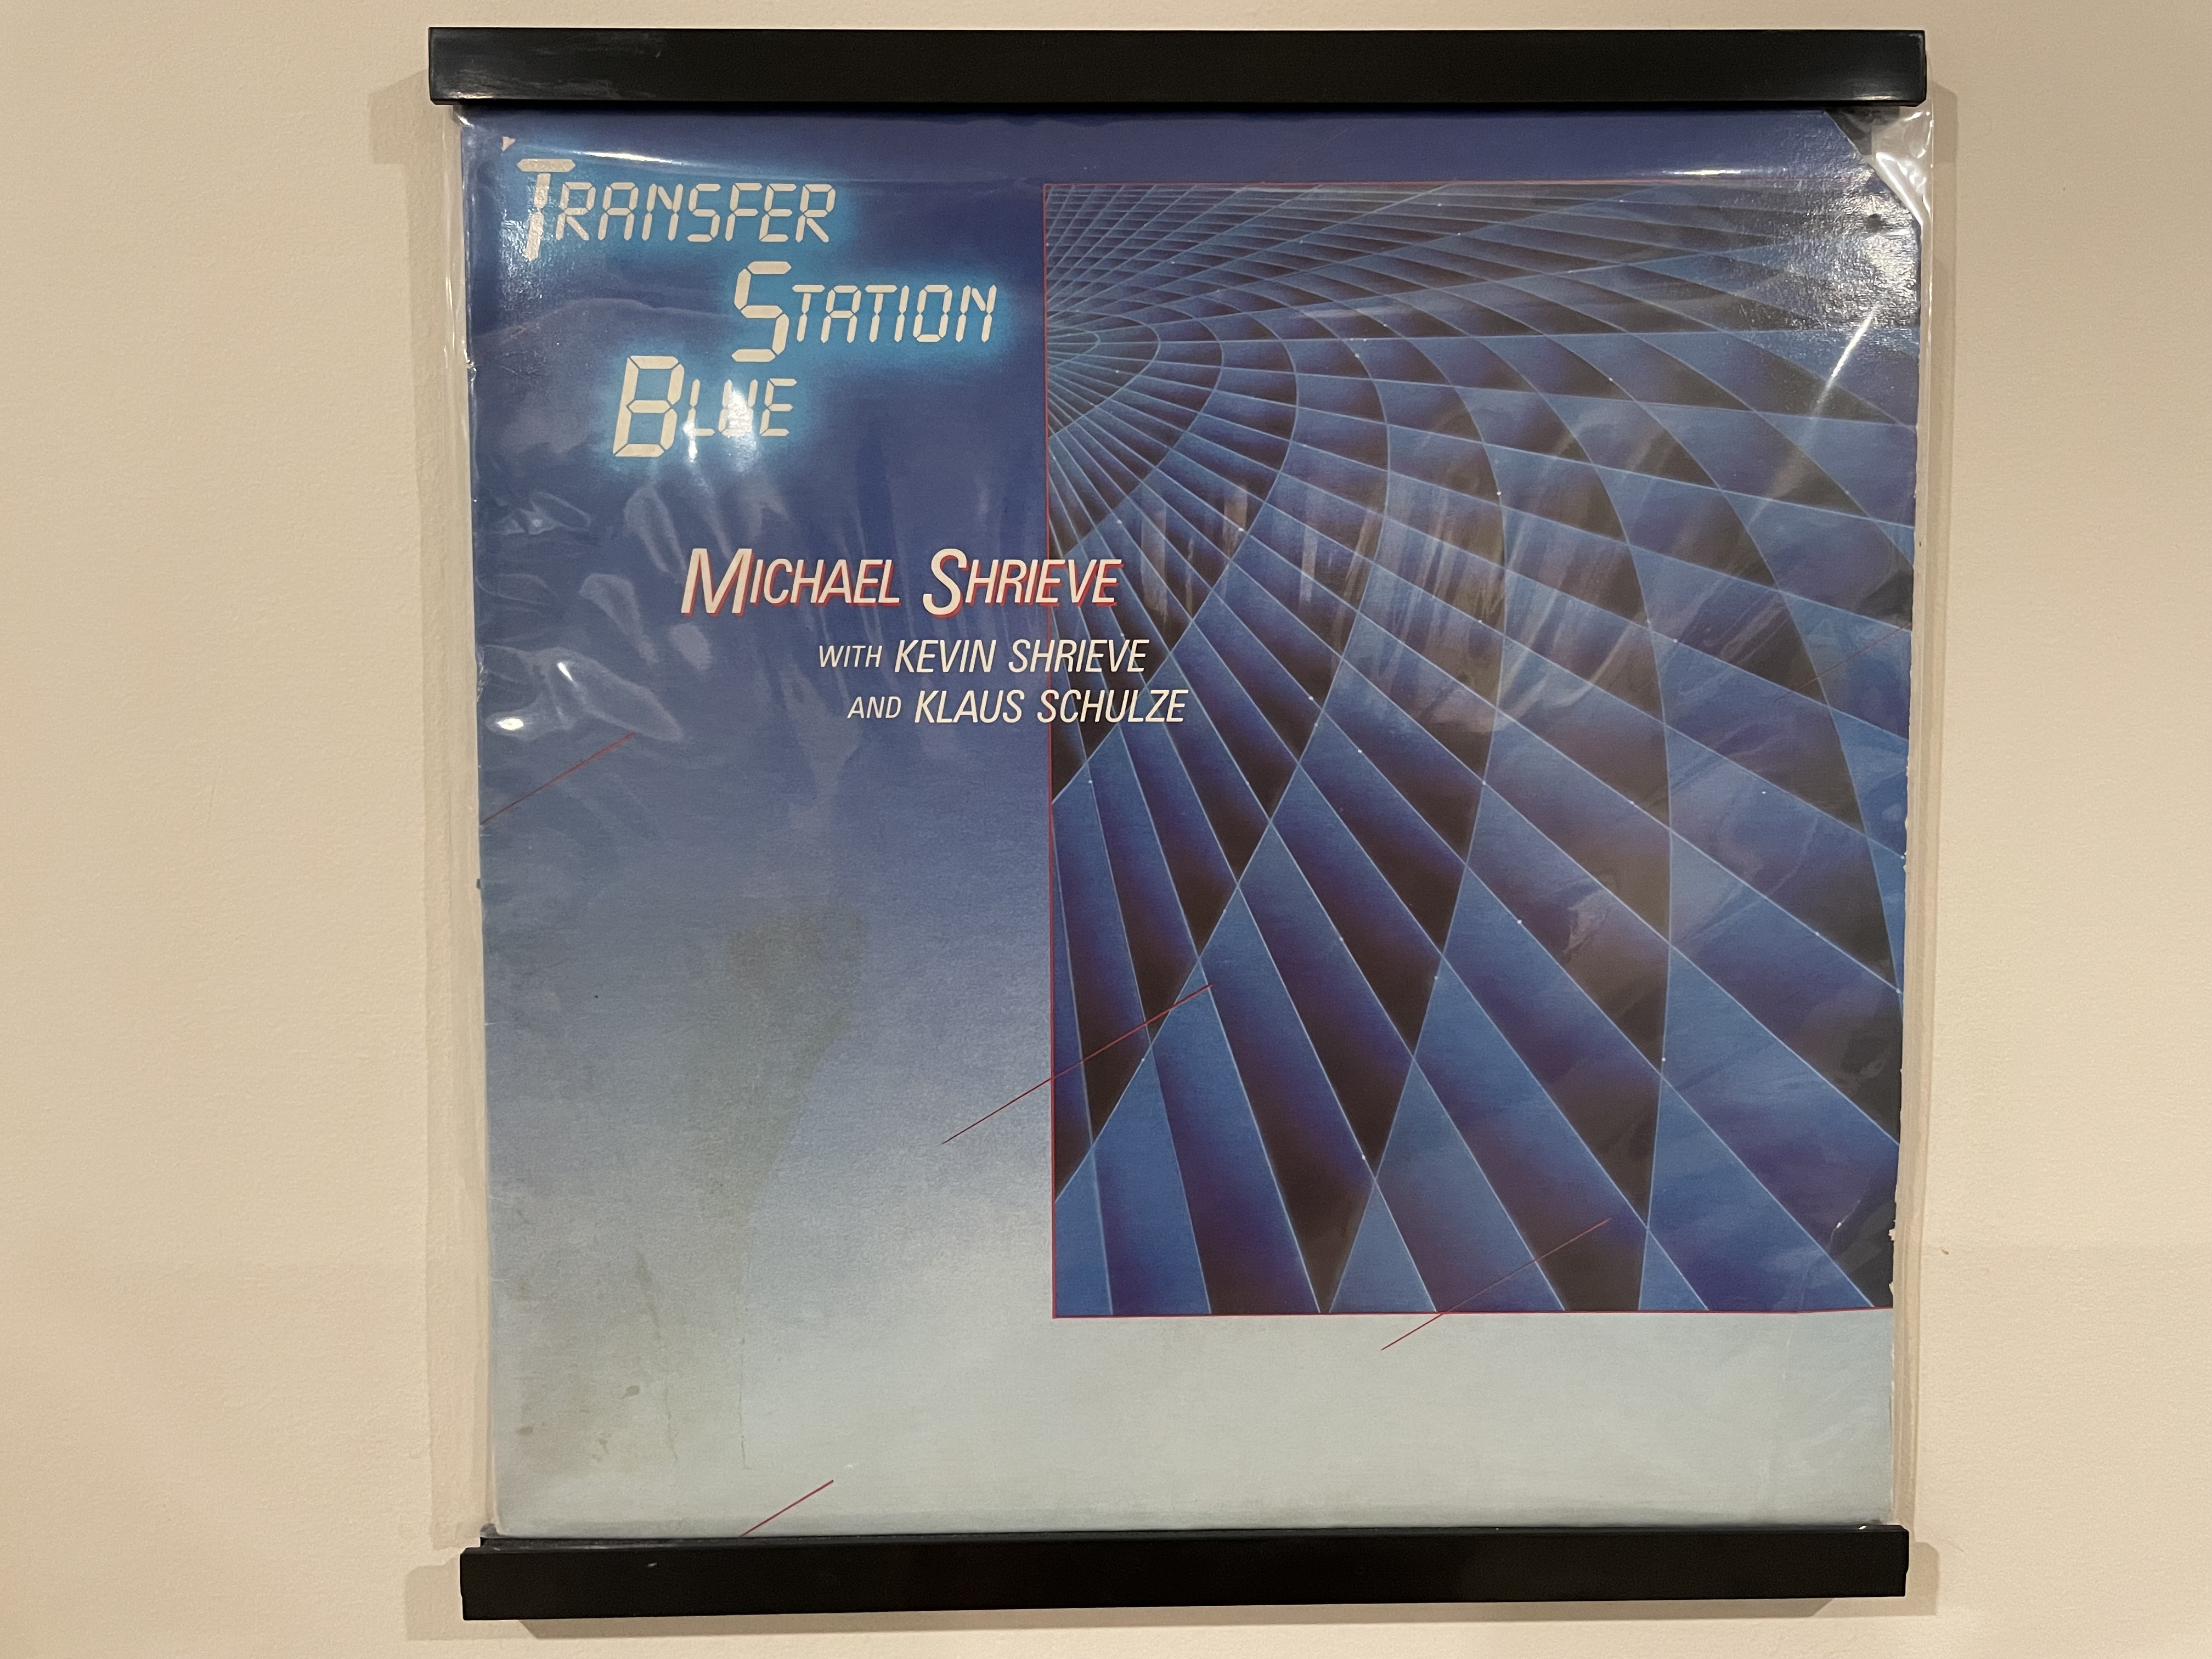 TRANSFER
STATION
BLUE
MICHAEL SHRIEVE
WITH KEVIN SHRIEVE
AND KLAUS SCHULZE